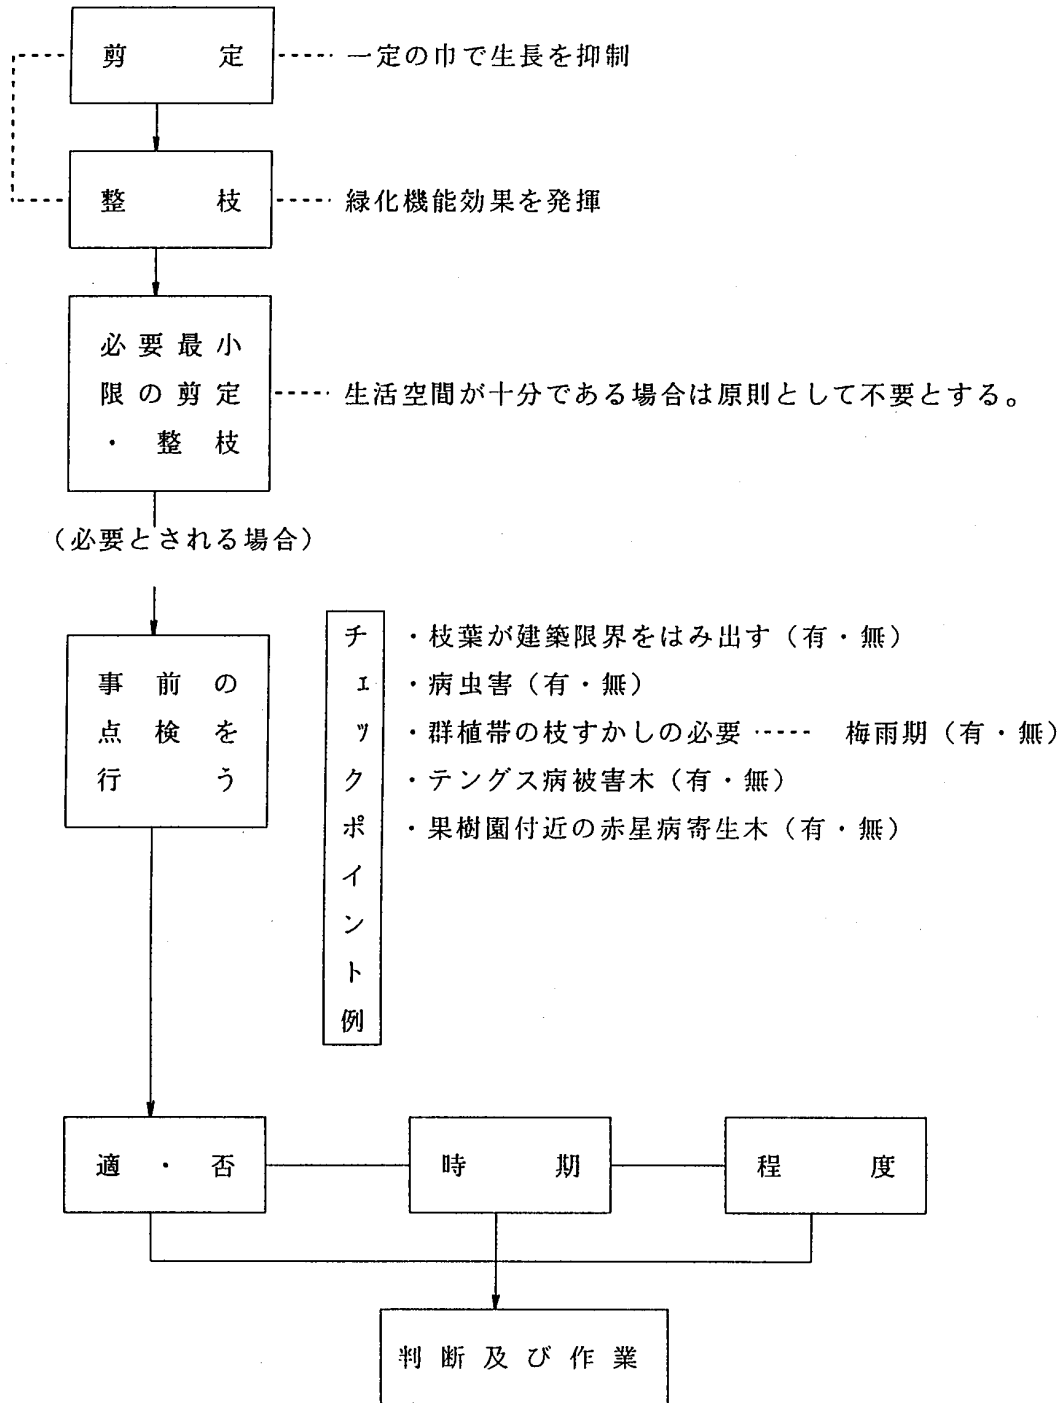 剪定 ····· 一定の巾で生長を抑制
整枝 ····· 緑化機能効果を発揮
必要最小
限の剪定 ····· 生活空間が十分である場合は原則として不要とする。
・整枝
（必要とされる場合）
事前の
点検を
行う
チェックポイント例
・枝葉が建築限界をはみ出す（有・無）
・病虫害（有・無）
・群植帯の枝すかしの必要 ····· 梅雨期（有・無）
・テングス病被害木（有・無）
・果樹園付近の赤星病寄生木（有・無）
適・否 時期 程度
判断及び作業